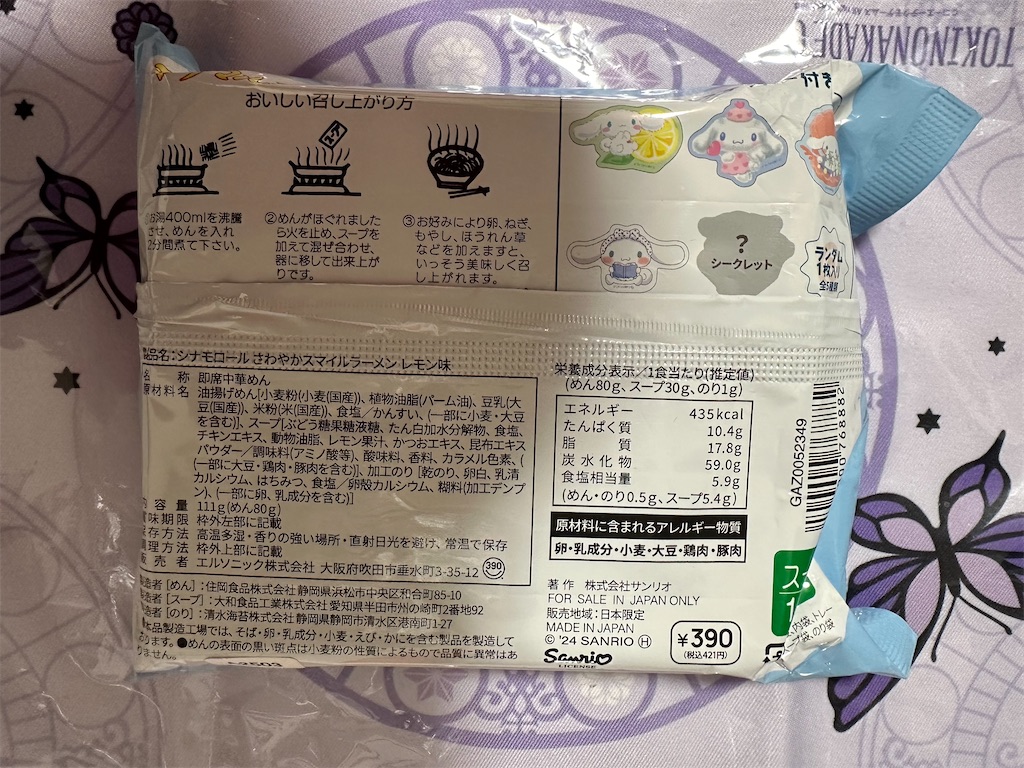 TOKINONAKADE
付き
おいしい召し上がり方
スープ
お湯400mlを沸騰
させ、めんを入れ
2分間煮て下さい。
②めんがほぐれました
ら火を止め、スープを
加えて混ぜ合わせ、
器に移して出来上が
りです。
③お好みにより卵、ねぎ、
もやし、ほうれん草
などを加えますと、
いっそう美味しく召
し上がれます。
?
シークレット
ランダム
1枚入り
全5種類
品名:シナモロール さわやかスマイルラーメン レモン味
名 称 即席中華めん
原材料名 油揚げめん[小麦粉(小麦(国産))、植物油脂(パーム油)、豆乳(大
豆(国産))、米粉(米(国産))、食塩/かんすい、(一部に小麦・大豆
を含む)]、スープ[ぶどう糖果糖液糖、たん白加水分解物、食塩、
チキンエキス、動物油脂、レモン果汁、かつおエキス、昆布エキス
パウダー/調味料(アミノ酸等)、酸味料、香料、カラメル色素、(
(一部に大豆・鶏肉・豚肉を含む)]、加工のり [乾のり、卵白、乳清
カルシウム、はちみつ、食塩/卵殻カルシウム、糊料(加工デンプ
ン)、(一部に卵、乳成分を含む)]
内 容 量 111g(めん80g)
賞味期限 枠外左部に記載
保存方法 高温多湿・香りの強い場所・直射日光を避け、常温で保存
調理方法 枠外上部に記載
販 売 者 エルソニック株式会社 大阪府吹田市垂水町3-35-12 390
製造者 [めん]:住岡食品株式会社 静岡県浜松市中央区和合町85-10
製造者 [スープ]:大和食品工業株式会社 愛知県半田市州の崎町2番地92
製造者 [のり]:清水海苔株式会社 静岡県静岡市清水区港南町1-27
本品製造工場では、そば・卵・乳成分・小麦・えび・かにを含む製品を製造して
おります。●めんの表面の黒い斑点は小麦粉の性質によるもので品質に異常はあ
りません。
栄養成分表示/1食当たり(推定値)
(めん80g、スープ30g、のり1g)
エネルギー 435kcal
たんぱく質 10.4g
脂 質 17.8g
炭水化物 59.0g
食塩相当量 5.9g
(めん・のり0.5g、スープ5.4g)
原材料に含まれるアレルギー物質
卵・乳成分・小麦・大豆・鶏肉・豚肉
著作 株式会社サンリオ
FOR SALE IN JAPAN ONLY
販売地域:日本限定
MADE IN JAPAN
© '24 SANRIO Ⓗ
Sanrio
LICENSE
¥390
(税込421円)
GAZ0052349